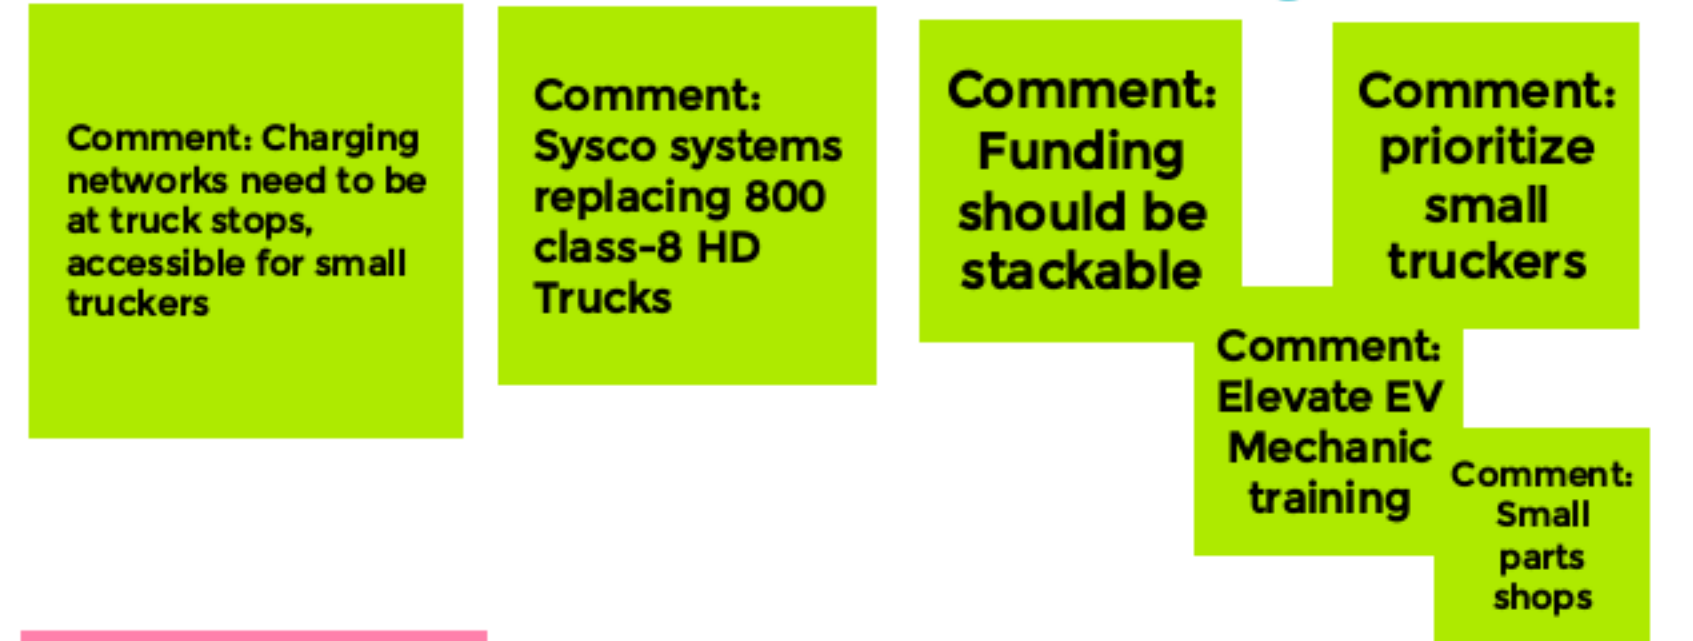 Comment: Charging
networks need to be
at truck stops,
accessible for small
truckers
Comment:
Sysco systems
replacing 800
class-8 HD
Trucks
Comment:
Funding
should be
stackable
Comment:
prioritize
small
truckers
Comment:
Elevate EV
Mechanic
training
Comment:
Small
parts
shops